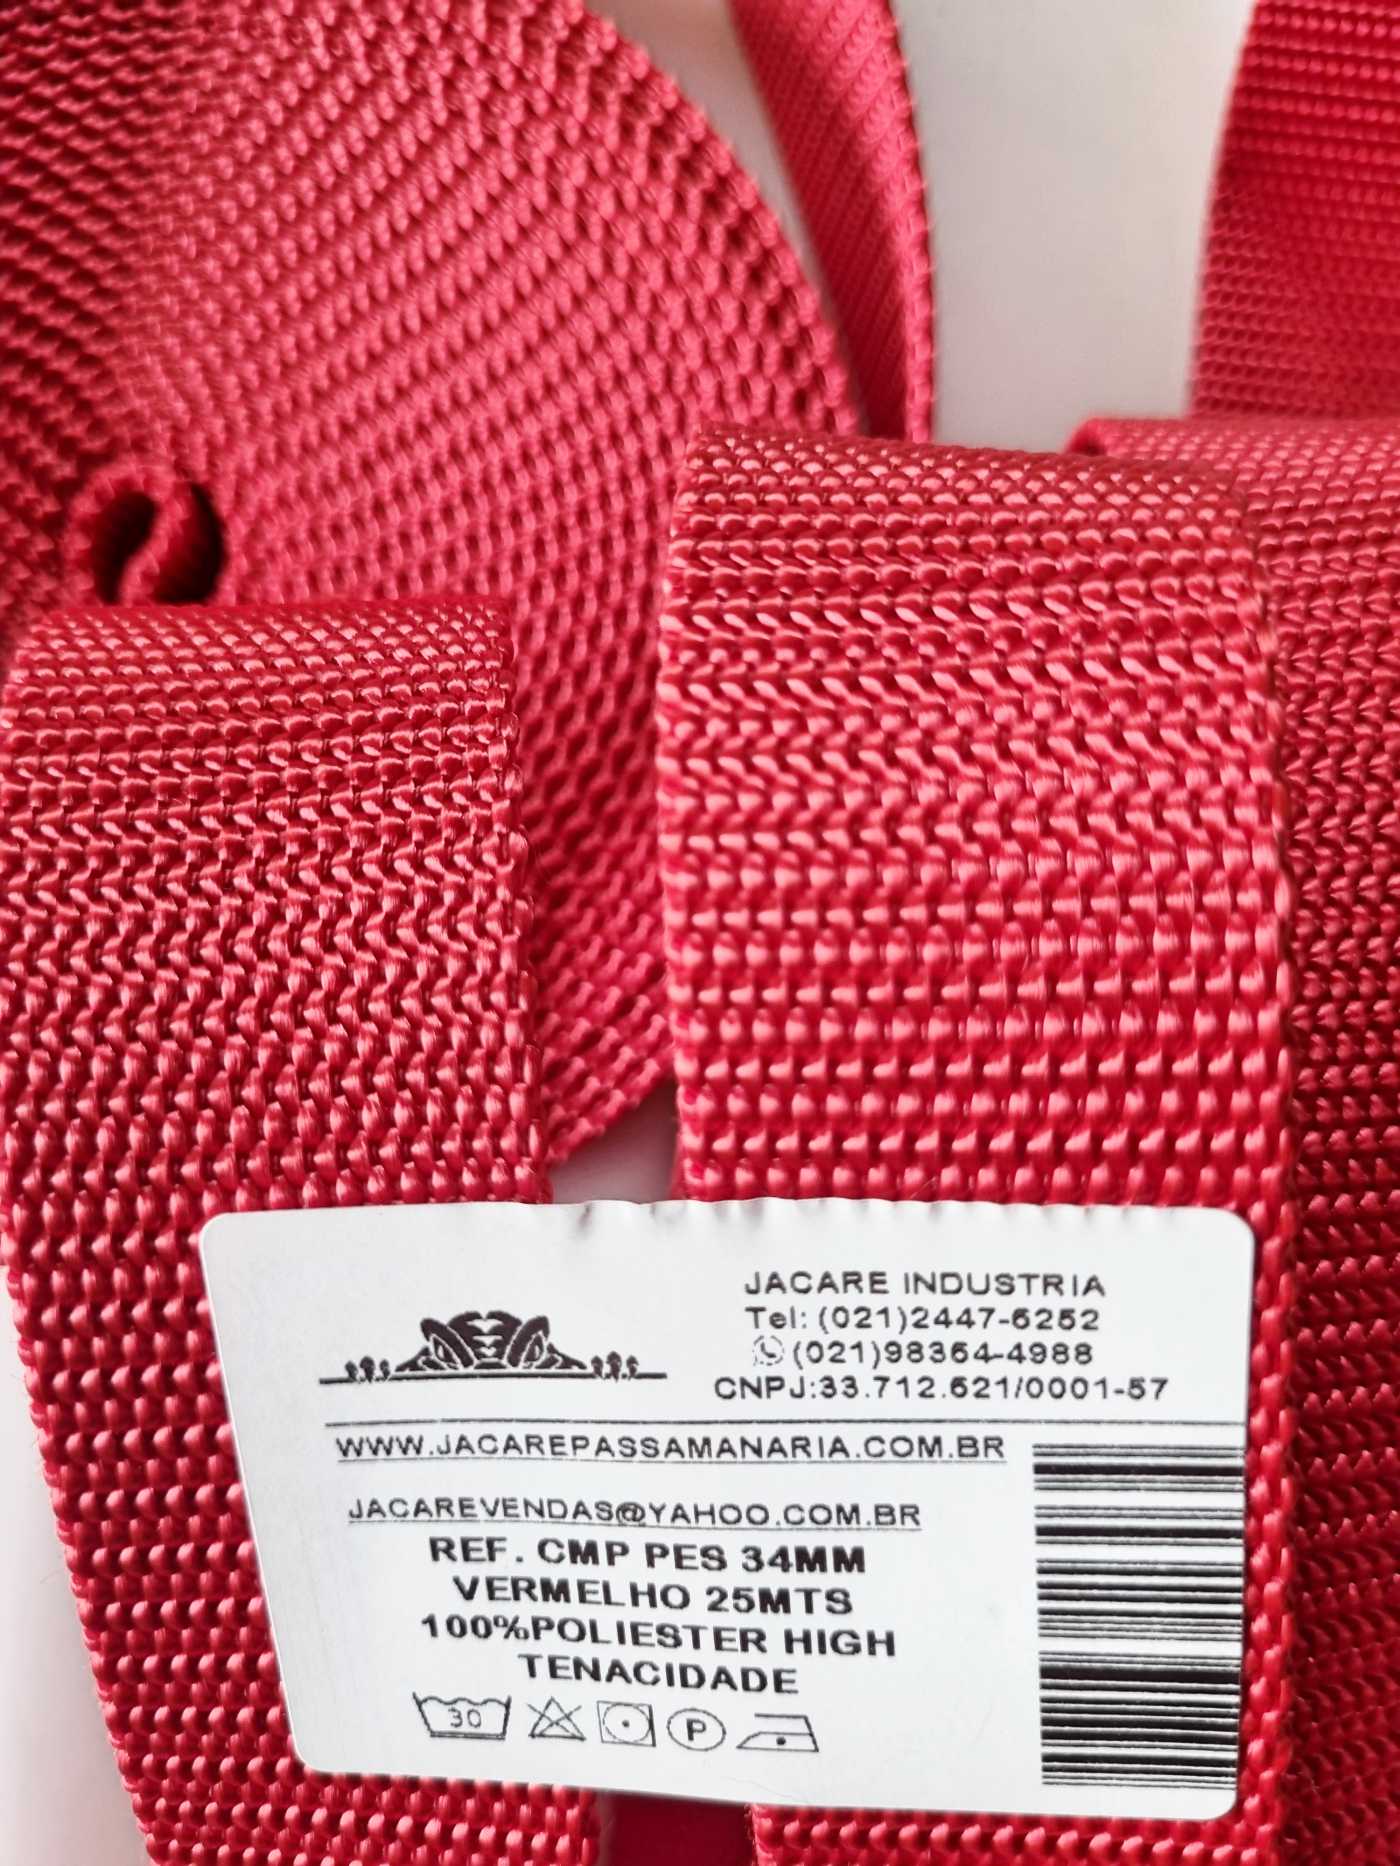 JACARE INDUSTRIA
Tel: (021)2447-6252
(021)98364-4988
CNPJ:33.712.621/0001-57
WWW.JACAREPASSAMANARIA.COM.BR
JACAREVENDAS@YAHOO.COM.BR
REF. CMP PES 34MM
VERMELHO 25MTS
100%POLIESTER HIGH
TENACIDADE
30 P